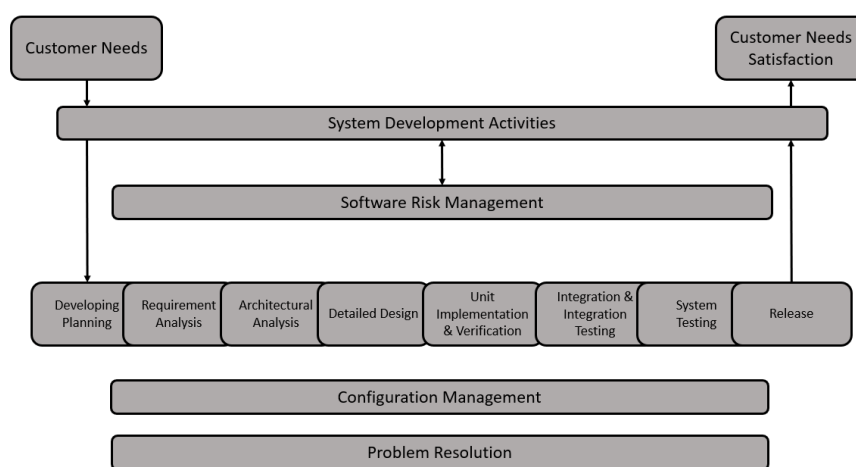 Customer Needs
Customer Needs
Satisfaction
System Development Activities
Software Risk Management
Developing
Planning
Requirement
Analysis
Architectural
Analysis
Detailed Design
Unit
Implementation
& Verification
Integration &
Integration
Testing
System
Testing
Release
Configuration Management
Problem Resolution